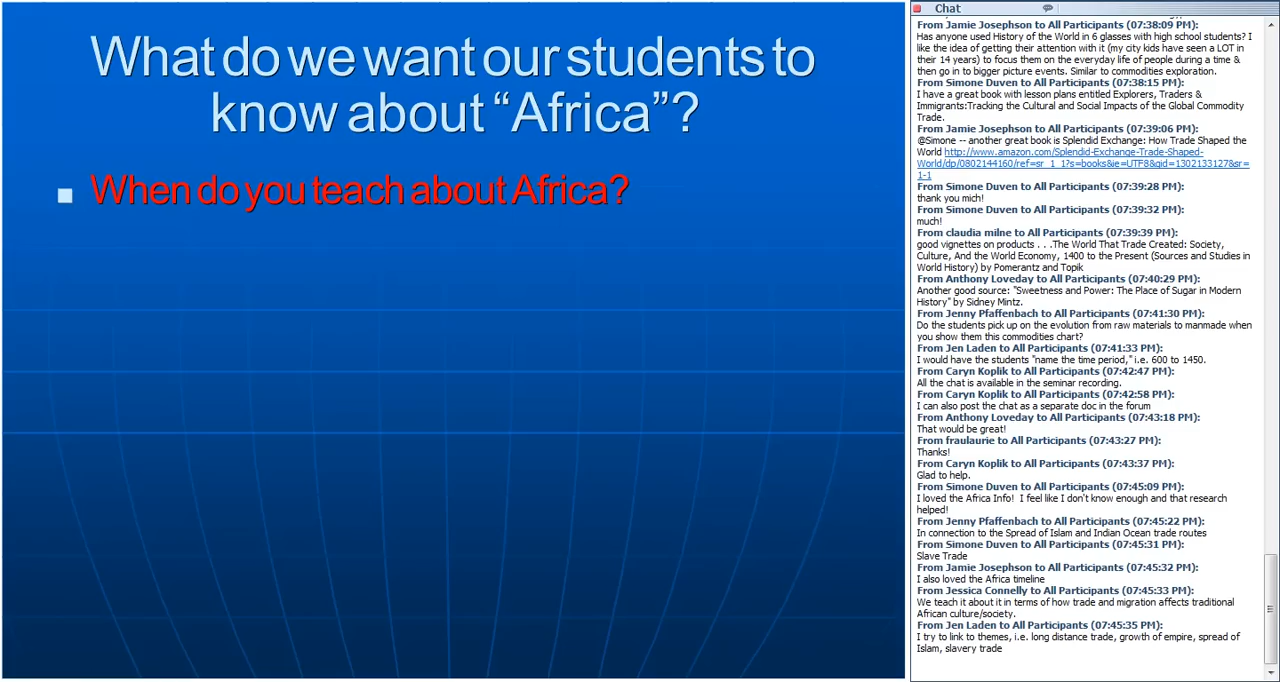 What do we want our students to
know about “Africa”?
When do you teach about Africa?
Chat
From Jamie Josephson to All Participants (07:38:09 PM):
Has anyone used History of the World in 6 glasses with high school students? I
like the idea of getting their attention with it (my city kids have seen a LOT in
their 14 years) to focus them on the everyday life of people during a time &
then go in to bigger picture events. Similar to commodities exploration.
From Simone Duven to All Participants (07:38:15 PM):
I have a great book with lesson plans entitled Explorers, Traders &
Immigrants:Tracking the Cultural and Social Impacts of the Global Commodity
Trade.
From Jamie Josephson to All Participants (07:39:06 PM):
@Simone -- another great book is Splendid Exchange: How Trade Shaped the
World http://www.amazon.com/Splendid-Exchange-Trade-Shaped-
World/dp/0802144160/ref=sr_1_1?s=books&ie=UTF8&qid=1302133127&sr=
1-1
From Simone Duven to All Participants (07:39:28 PM):
thank you mich!
From Simone Duven to All Participants (07:39:32 PM):
much!
From claudia milne to All Participants (07:39:39 PM):
good vignettes on products . . .The World That Trade Created: Society,
Culture, And the World Economy, 1400 to the Present (Sources and Studies in
World History) by Pomerantz and Topik
From Anthony Loveday to All Participants (07:40:29 PM):
Another good source: "Sweetness and Power: The Place of Sugar in Modern
History" by Sidney Mintz.
From Jenny Pfaffenbach to All Participants (07:41:30 PM):
Do the students pick up on the evolution from raw materials to manmade when
you show them this commodities chart?
From Jen Laden to All Participants (07:41:33 PM):
I would have the students "name the time period," i.e. 600 to 1450.
From Caryn Koplik to All Participants (07:42:47 PM):
All the chat is available in the seminar recording.
From Caryn Koplik to All Participants (07:42:58 PM):
I can also post the chat as a separate doc in the forum
From Anthony Loveday to All Participants (07:43:18 PM):
That would be great!
From fraulaurie to All Participants (07:43:27 PM):
Thanks!
From Caryn Koplik to All Participants (07:43:37 PM):
Glad to help.
From Simone Duven to All Participants (07:45:09 PM):
I loved the Africa Info!  I feel like I don't know enough and that research
helped!
From Jenny Pfaffenbach to All Participants (07:45:22 PM):
In connection to the Spread of Islam and Indian Ocean trade routes
From Simone Duven to All Participants (07:45:31 PM):
Slave Trade
From Jamie Josephson to All Participants (07:45:32 PM):
I also loved the Africa timeline
From Jessica Connelly to All Participants (07:45:33 PM):
We teach it about it in terms of how trade and migration affects traditional
African culture/society.
From Jen Laden to All Participants (07:45:35 PM):
I try to link to themes, i.e. long distance trade, growth of empire, spread of
Islam, slavery trade